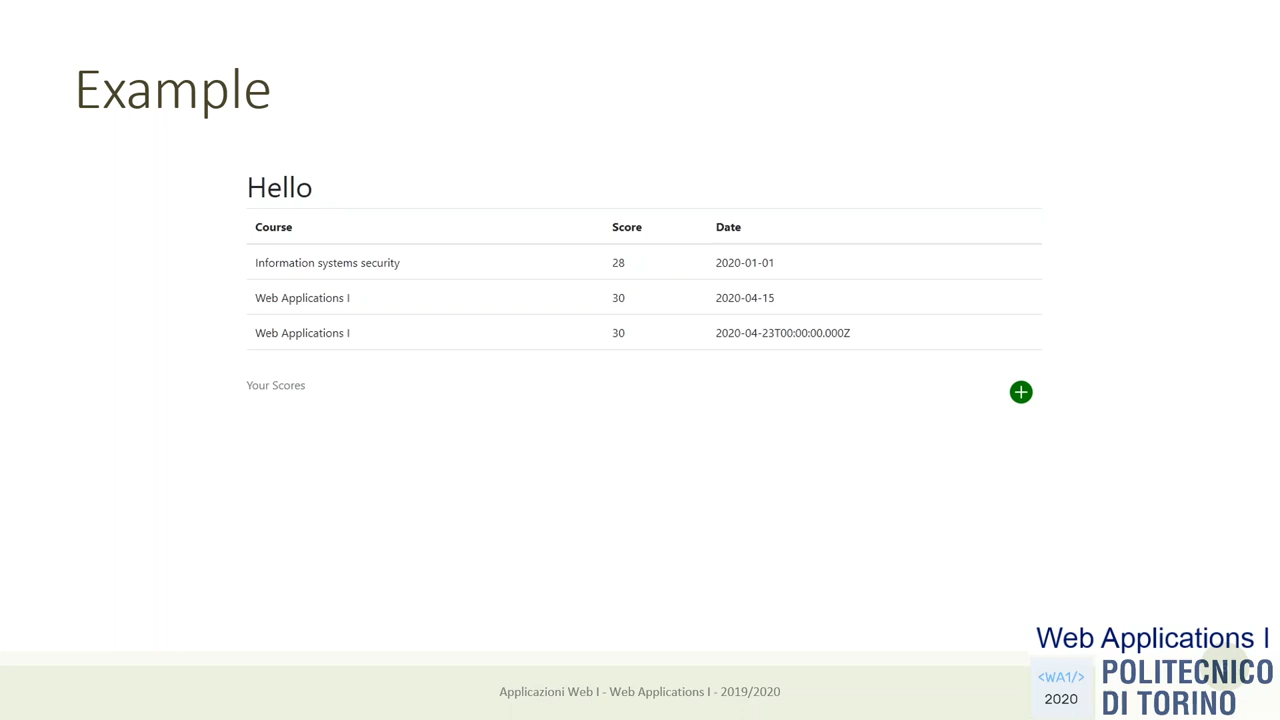 Example
Hello
Course Score Date
Information systems security 28 2020-01-01
Web Applications I 30 2020-04-15
Web Applications I 30 2020-04-23T00:00:00.000Z
Your Scores
Applicazioni Web I - Web Applications I - 2019/2020
Web Applications I
<WA1/>
2020
POLITECNICO
DI TORINO